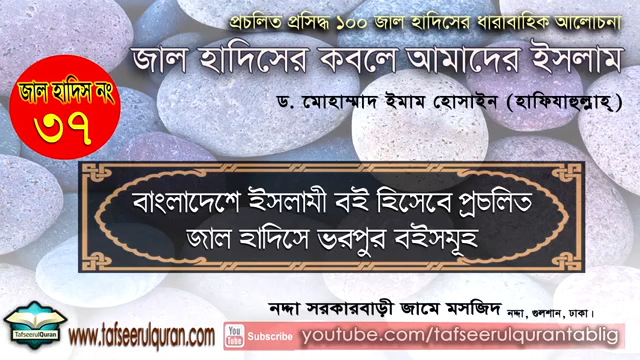 প্রচলিত প্রসিদ্ধ ১০০ জাল হাদিসের ধারাবাহিক আলোচনা
জাল হাদিসের কবলে আমাদের ইসলাম
জাল হাদিস নং
৩৭
ড. মোহাম্মাদ ইমাম হোসাইন (হাফিযাহুল্লাহ্)
বাংলাদেশে ইসলামী বই হিসেবে প্রচলিত
জাল হাদিসে ভরপুর বইসমূহ
নদ্দা সরকারবাড়ী জামে মসজিদ নদ্দা, গুলশান, ঢাকা।
TafseerulQuran
www.tafseerulquran.com
You Tube Subscribe
youtube.com/tafseerulqurantablig